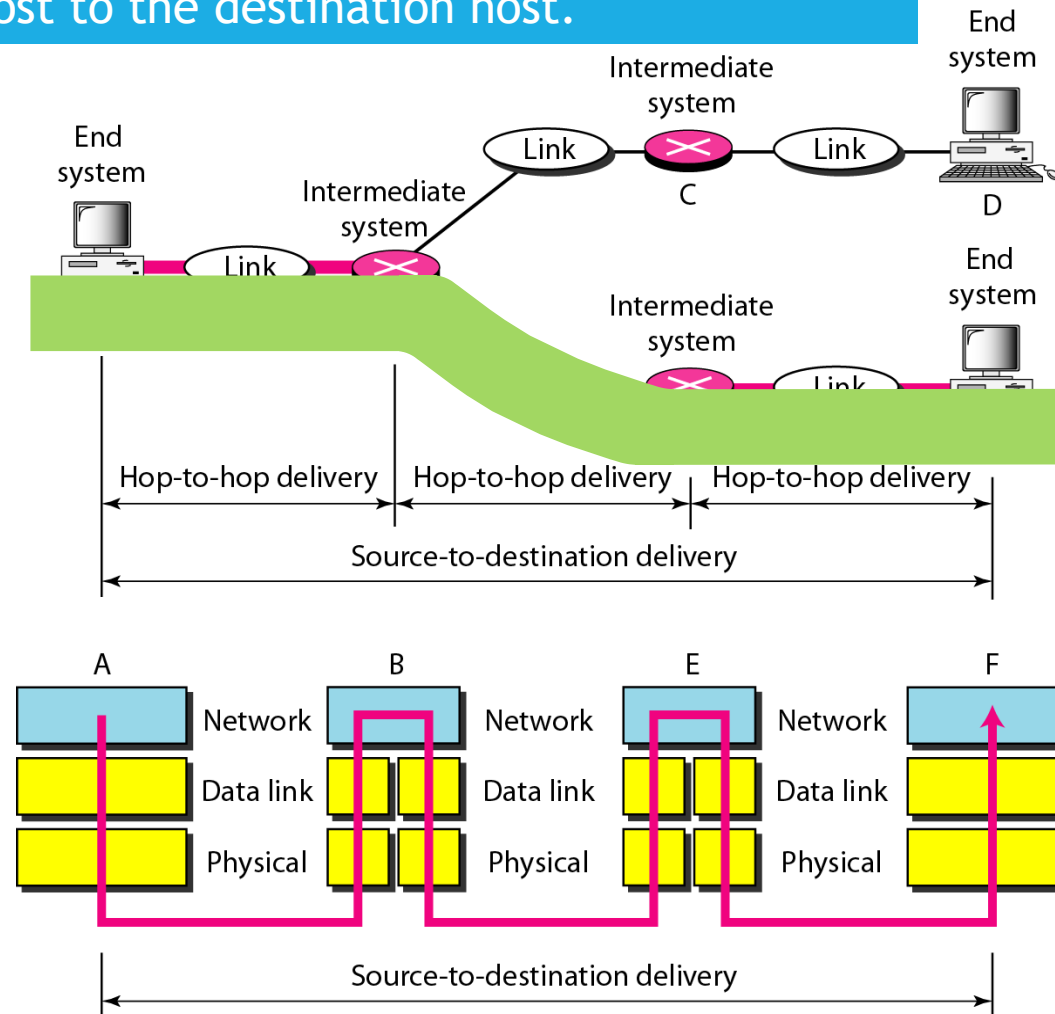 ost to the destination host.
End
system
Intermediate
system
End
system
Link
Link
Intermediate
system
C
D
Link
End
system
Intermediate
system
Link
Hop-to-hop delivery
Hop-to-hop delivery
Hop-to-hop delivery
Source-to-destination delivery
A
B
E
F
Network
Network
Network
Data link
Data link
Data link
Physical
Physical
Physical
Source-to-destination delivery